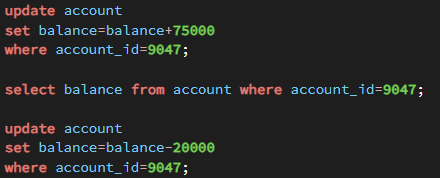 update account
set balance=balance+75000
where account_id=9047;
select balance from account where account_id=9047;
update account
set balance=balance-20000
where account_id=9047;